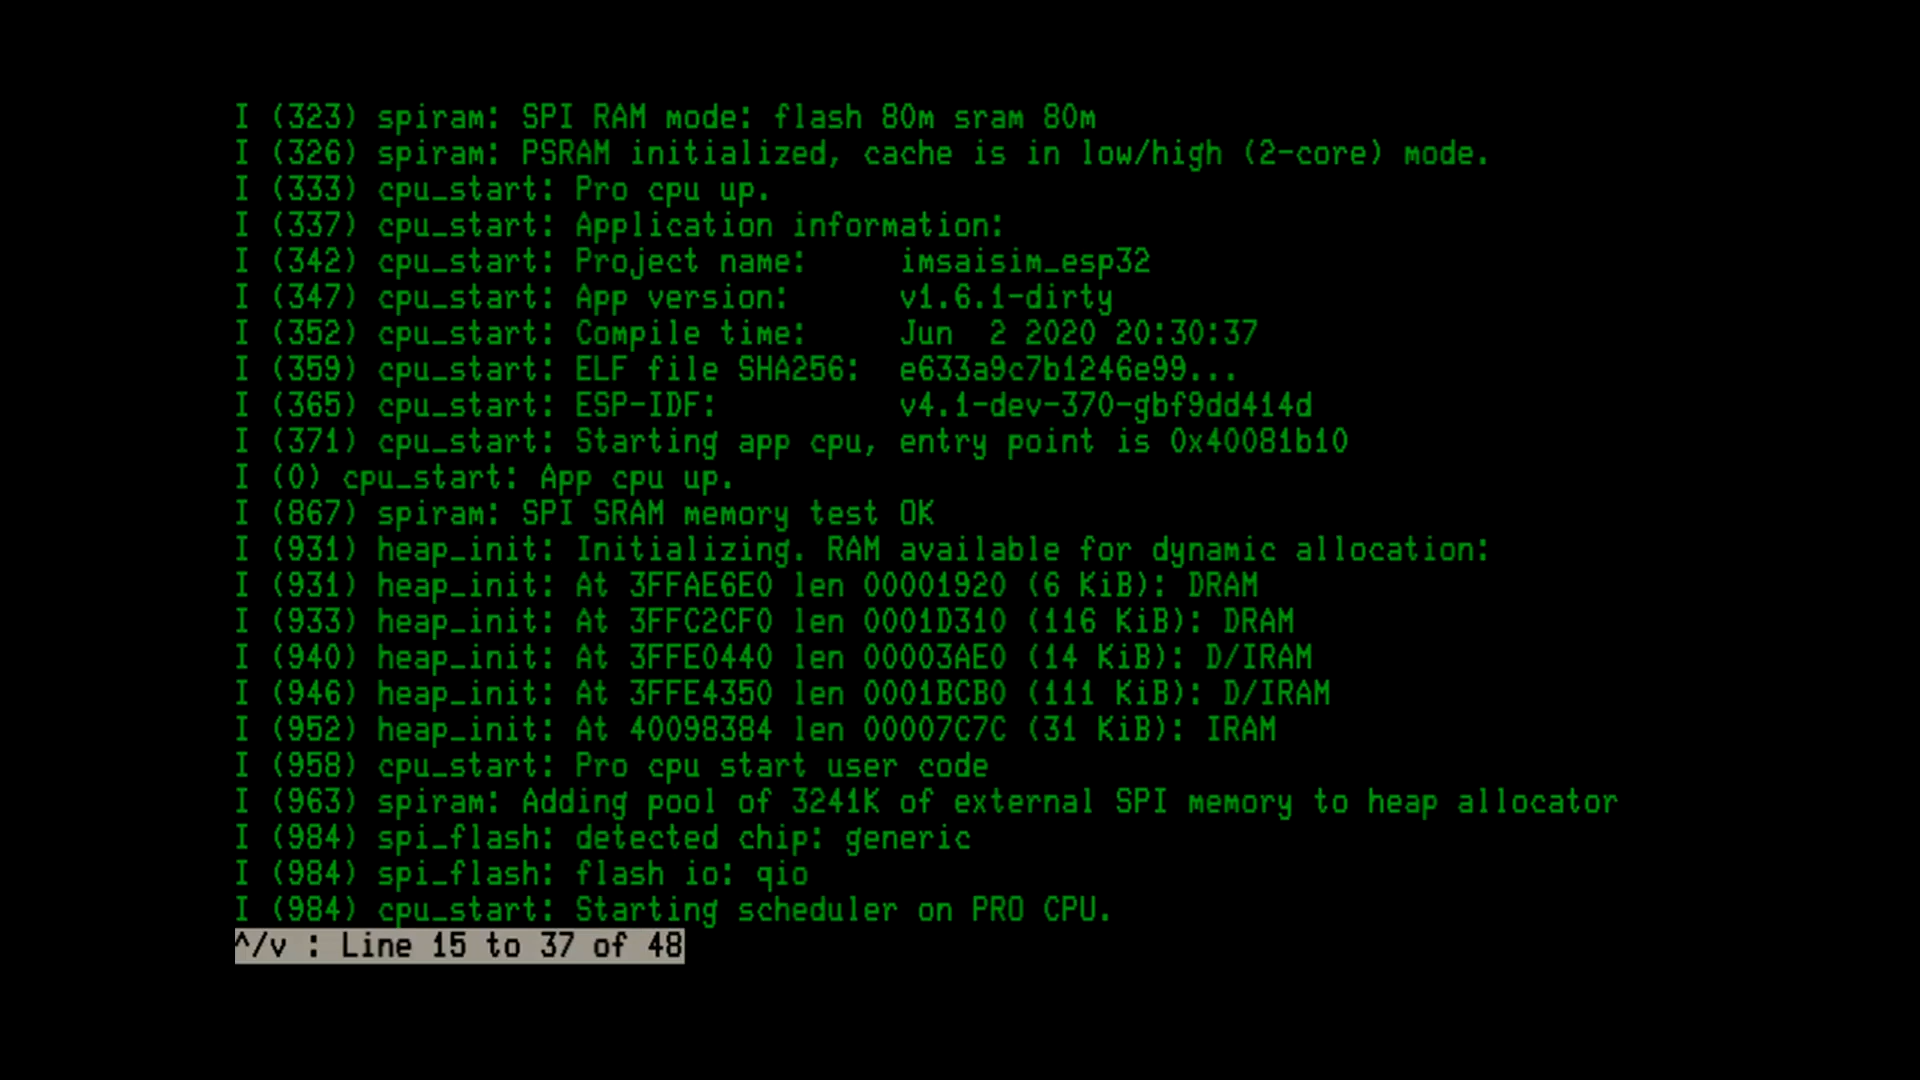 I (323) spiram: SPI RAM mode: flash 80m sram 80m
I (326) spiram: PSRAM initialized, cache is in low/high (2-core) mode.
I (333) cpu_start: Pro cpu up.
I (337) cpu_start: Application information:
I (342) cpu_start: Project name:     imsaisim_esp32
I (347) cpu_start: App version:      v1.6.1-dirty
I (352) cpu_start: Compile time:     Jun  2 2020 20:30:37
I (359) cpu_start: ELF file SHA256:  e633a9c7b1246e99...
I (365) cpu_start: ESP-IDF:          v4.1-dev-370-gbf9dd414d
I (371) cpu_start: Starting app cpu, entry point is 0x40081b10
I (0) cpu_start: App cpu up.
I (867) spiram: SPI SRAM memory test OK
I (931) heap_init: Initializing. RAM available for dynamic allocation:
I (931) heap_init: At 3FFAE6E0 len 00001920 (6 KiB): DRAM
I (933) heap_init: At 3FFC2CF0 len 0001D310 (116 KiB): DRAM
I (940) heap_init: At 3FFE0440 len 00003AE0 (14 KiB): D/IRAM
I (946) heap_init: At 3FFE4350 len 0001BCB0 (111 KiB): D/IRAM
I (952) heap_init: At 40098384 len 00007C7C (31 KiB): IRAM
I (958) cpu_start: Pro cpu start user code
I (963) spiram: Adding pool of 3241K of external SPI memory to heap allocator
I (984) spi_flash: detected chip: generic
I (984) spi_flash: flash io: qio
I (984) cpu_start: Starting scheduler on PRO CPU.
^/v : Line 15 to 37 of 48